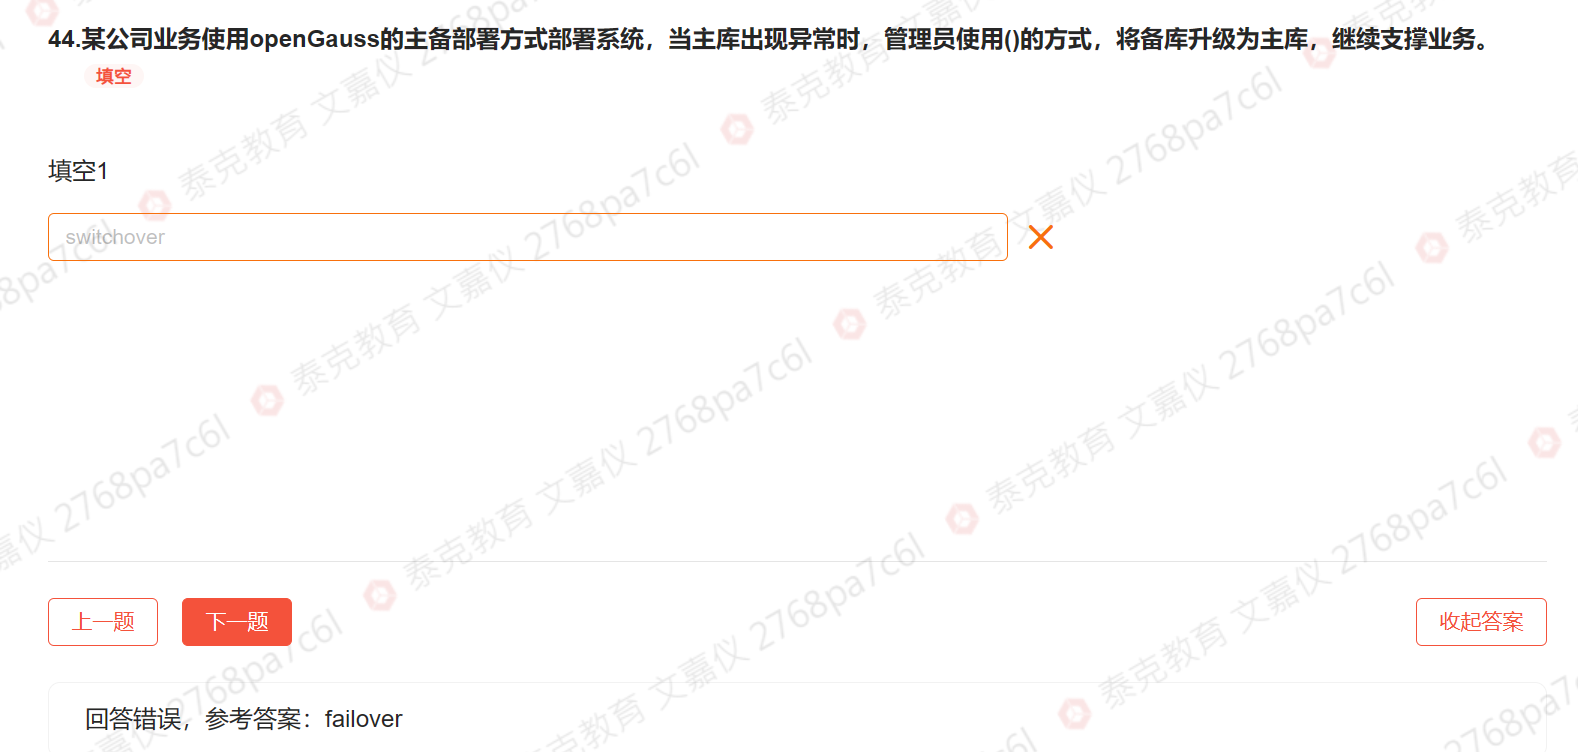 44.某公司业务使用openGauss的主备部署方式部署系统，当主库出现异常时，管理员使用()的方式，将备库升级为主库，继续支撑业务。
填空
填空1
switchover
上一题
下一题
收起答案
回答错误，参考答案：failover
泰克教育 文嘉仪 2768pa7c6l